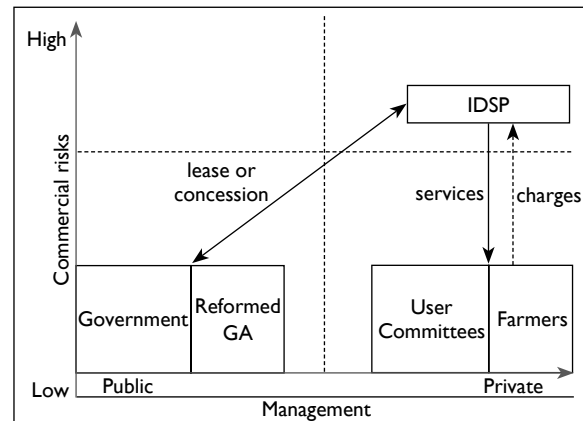 High
IDSP
Commercial risks
lease or
concession
services
charges
Government
Reformed
GA
User
Committees
Farmers
Low
Public
Private
Management